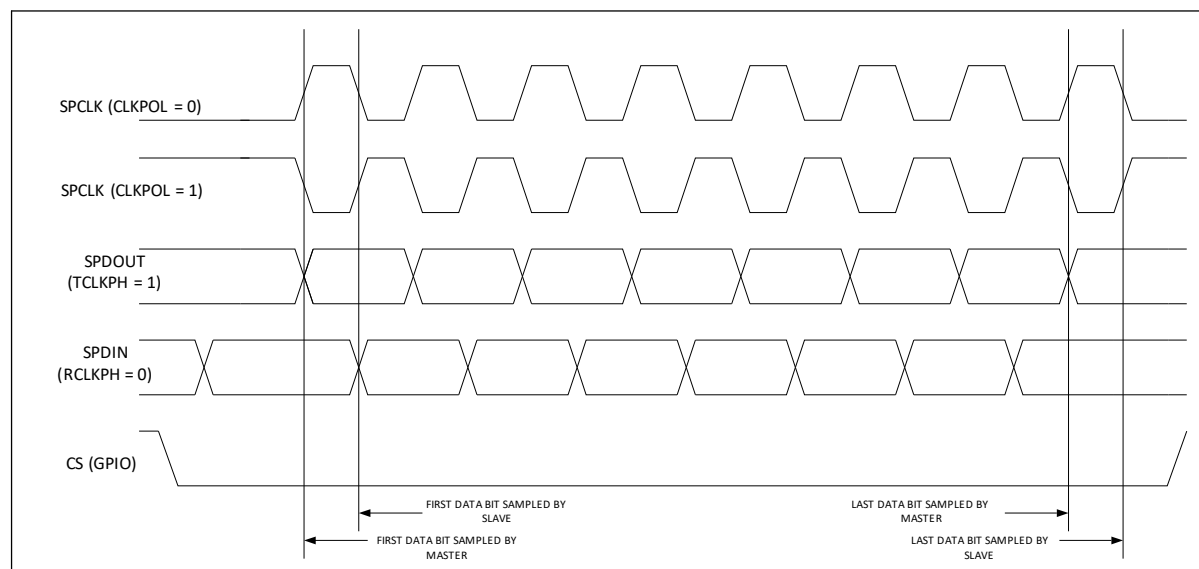 SPCLK (CLKPOL = 0)
SPCLK (CLKPOL = 1)
SPDOUT
(TCLKPH = 1)
SPDIN
(RCLKPH = 0)
CS (GPIO)
FIRST DATA BIT SAMPLED BY
SLAVE
LAST DATA BIT SAMPLED BY
MASTER
FIRST DATA BIT SAMPLED BY
MASTER
LAST DATA BIT SAMPLED BY
SLAVE